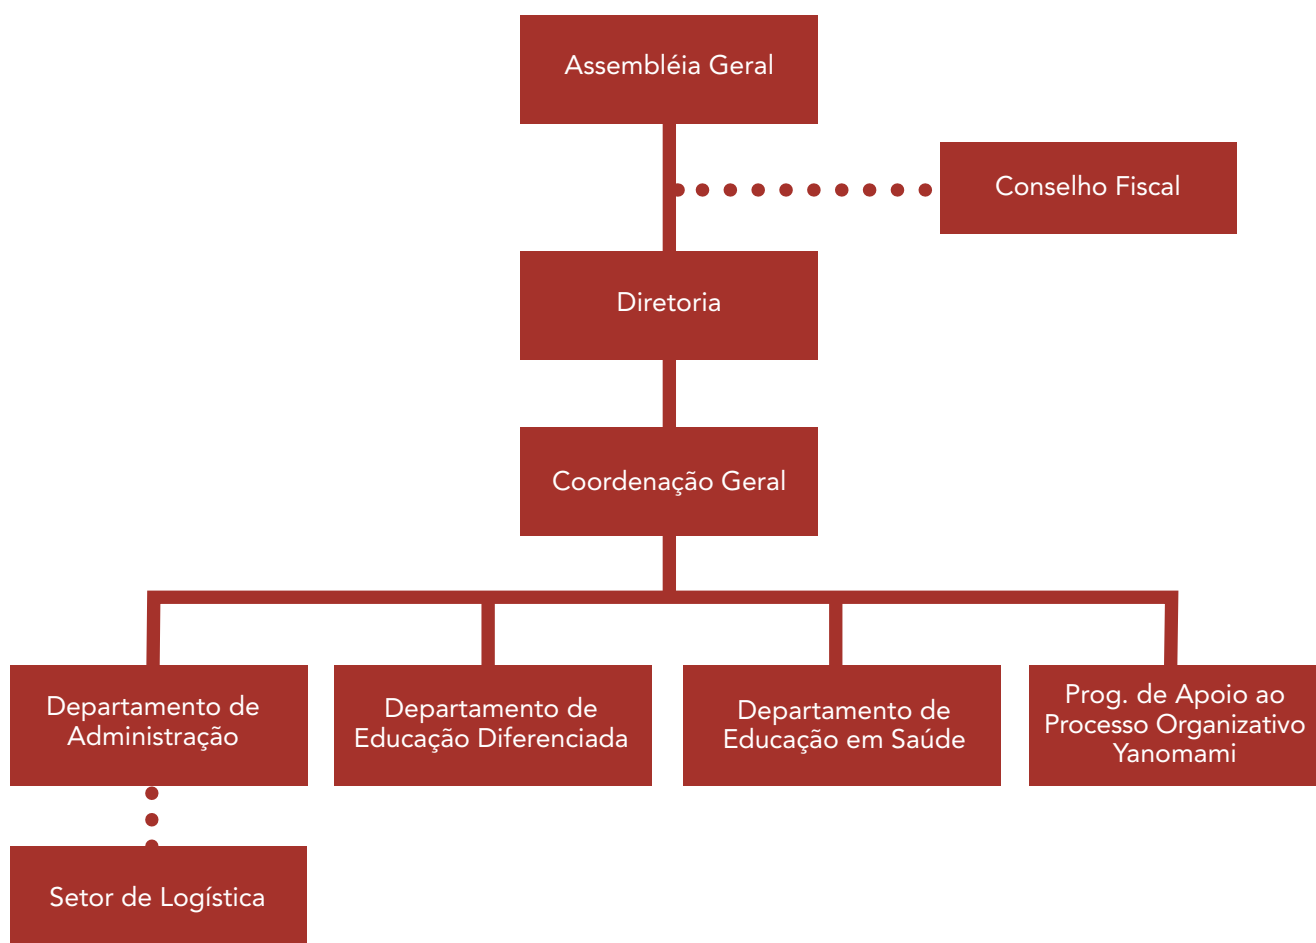 Assembléia Geral
Conselho Fiscal
Diretoria
Coordenação Geral
Departamento de
Administração
Departamento de
Educação Diferenciada
Departamento de
Educação em Saúde
Prog. de Apoio ao
Processo Organizativo
Yanomami
Setor de Logística